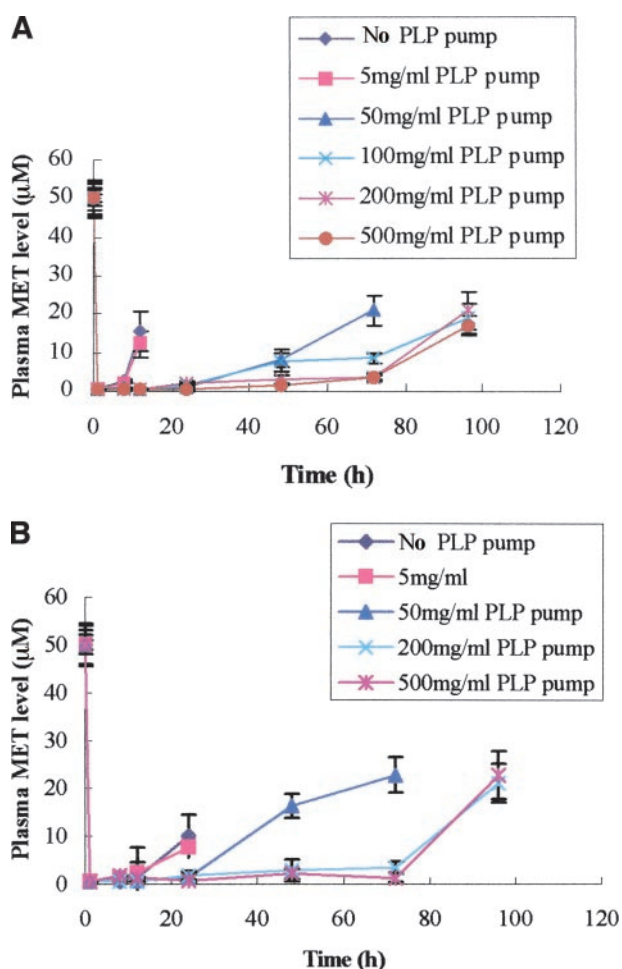 A
No PLP pump
5mg/ml PLP pump
50mg/ml PLP pump
100mg/ml PLP pump
200mg/ml PLP pump
500mg/ml PLP pump
Plasma MET level (μM)
60
50
40
30
20
10
0
0 20 40 60 80 100 120
Time (h)
B
No PLP pump
5mg/ml
50mg/ml PLP pump
200mg/ml PLP pump
500mg/ml PLP pump
Plasma MET level (μM)
60
50
40
30
20
10
0
0 20 40 60 80 100 120
Time (h)